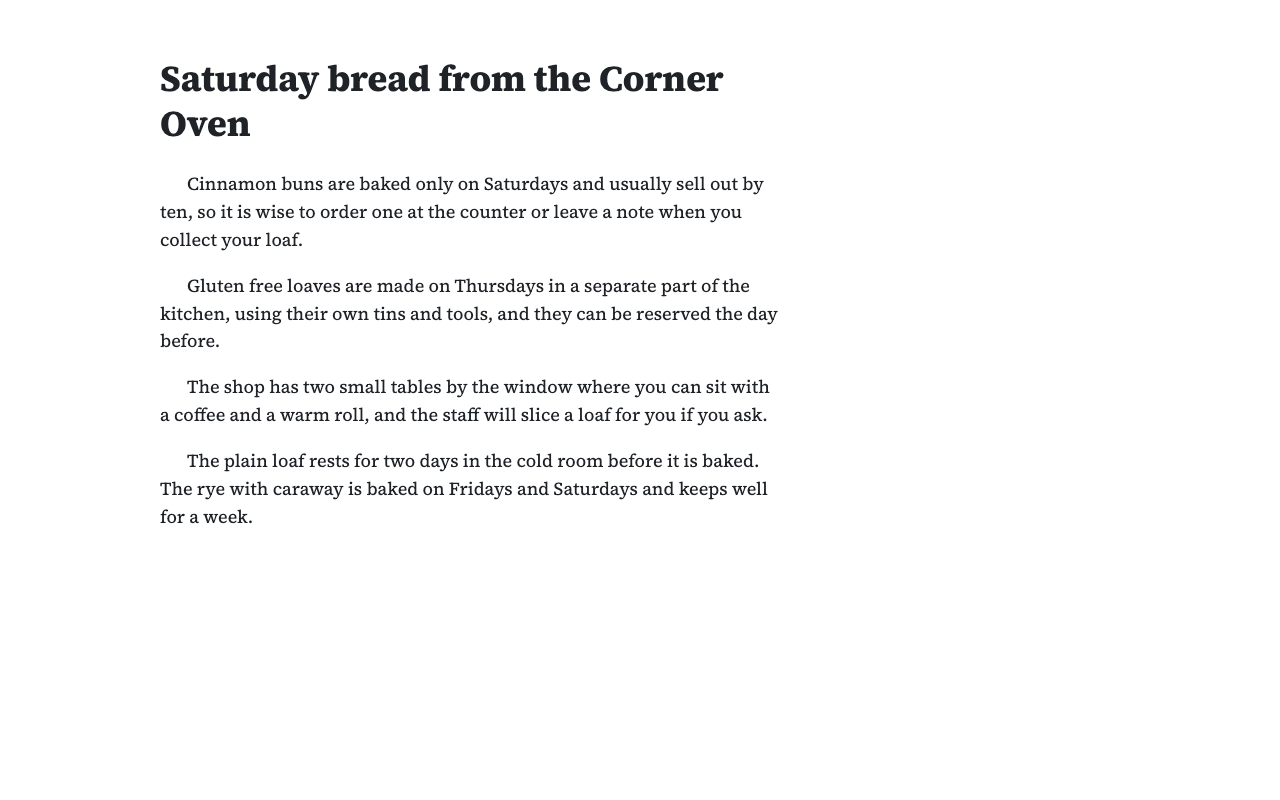 Saturday bread from the Corner
Oven
Cinnamon buns are baked only on Saturdays and usually sell out by
ten, so it is wise to order one at the counter or leave a note when you
collect your loaf.
Gluten free loaves are made on Thursdays in a separate part of the
kitchen, using their own tins and tools, and they can be reserved the day
before.
The shop has two small tables by the window where you can sit with
a coffee and a warm roll, and the staff will slice a loaf for you if you ask.
The plain loaf rests for two days in the cold room before it is baked.
The rye with caraway is baked on Fridays and Saturdays and keeps well
for a week.